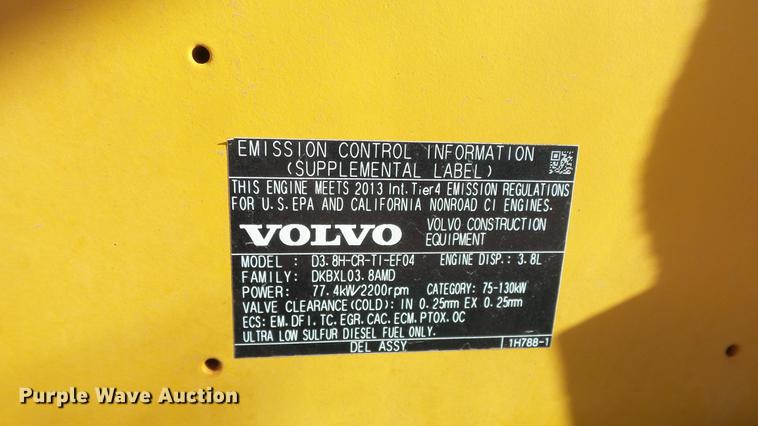 EMISSION CONTROL INFORMATION
(SUPPLEMENTAL LABEL)
THIS ENGINE MEETS 2013 Int.Tier4 EMISSION REGULATIONS
FOR U.S.EPA AND CALIFORNIA NONROAD CI ENGINES.
VOLVO VOLVO CONSTRUCTION
EQUIPMENT
MODEL : D3.8H-CR-TI-EF04 ENGINE DISP.: 3.8L
FAMILY: DKBXL03.8AMD
POWER: 77.4kW/2200rpm CATEGORY: 75-130kW
VALVE CLEARANCE(COLD): IN 0.25mm EX 0.25mm
ECS: EM.DFI.TC.EGR.CAC.ECM.PTOX.OC
ULTRA LOW SULFUR DIESEL FUEL ONLY.
DEL ASSY 1H788-1
Purple Wave Auction